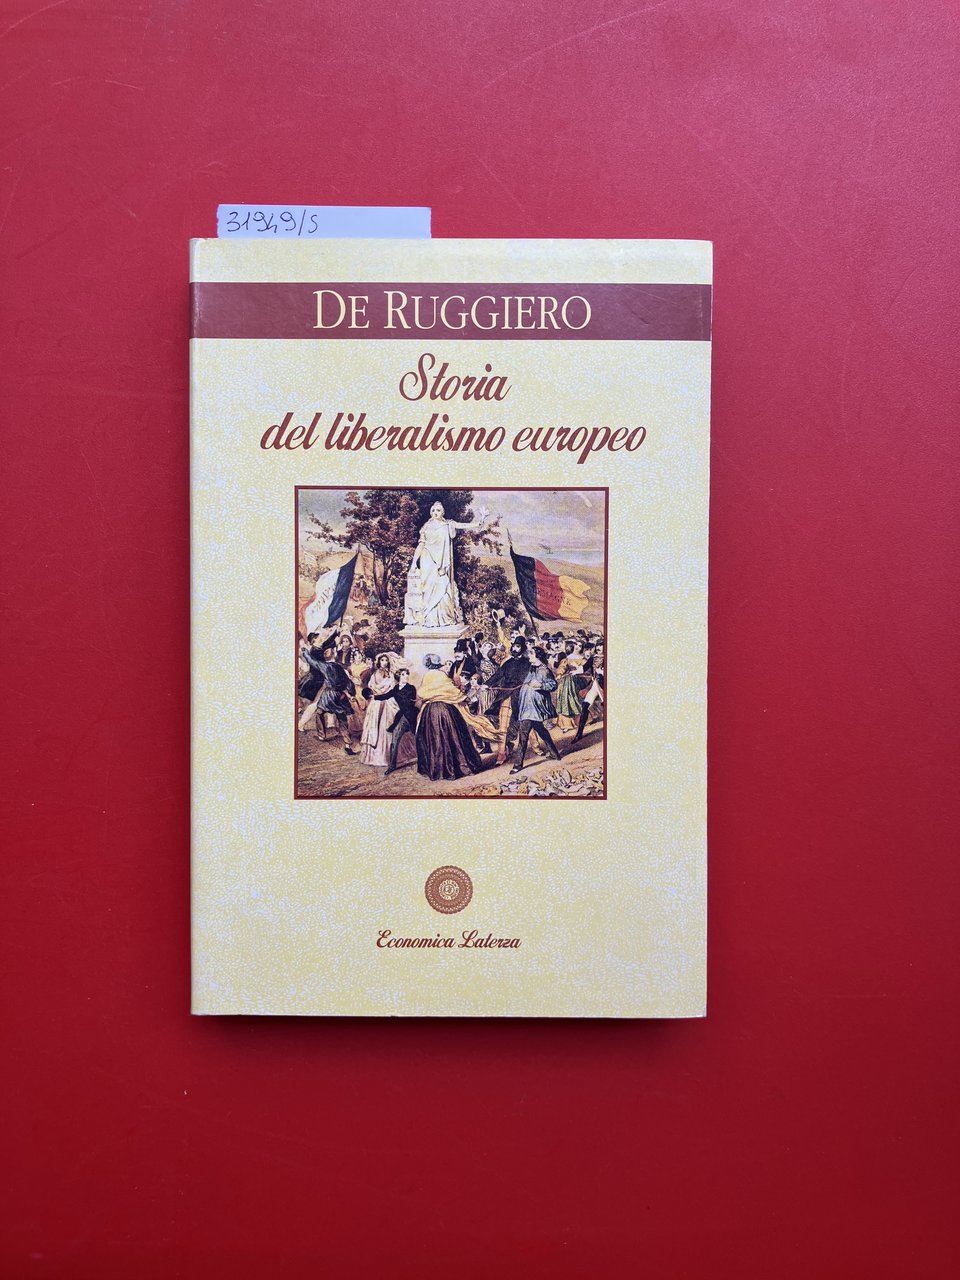 31949/S
DE RUGGIERO
Storia
del liberalismo europeo
Economica Laterza